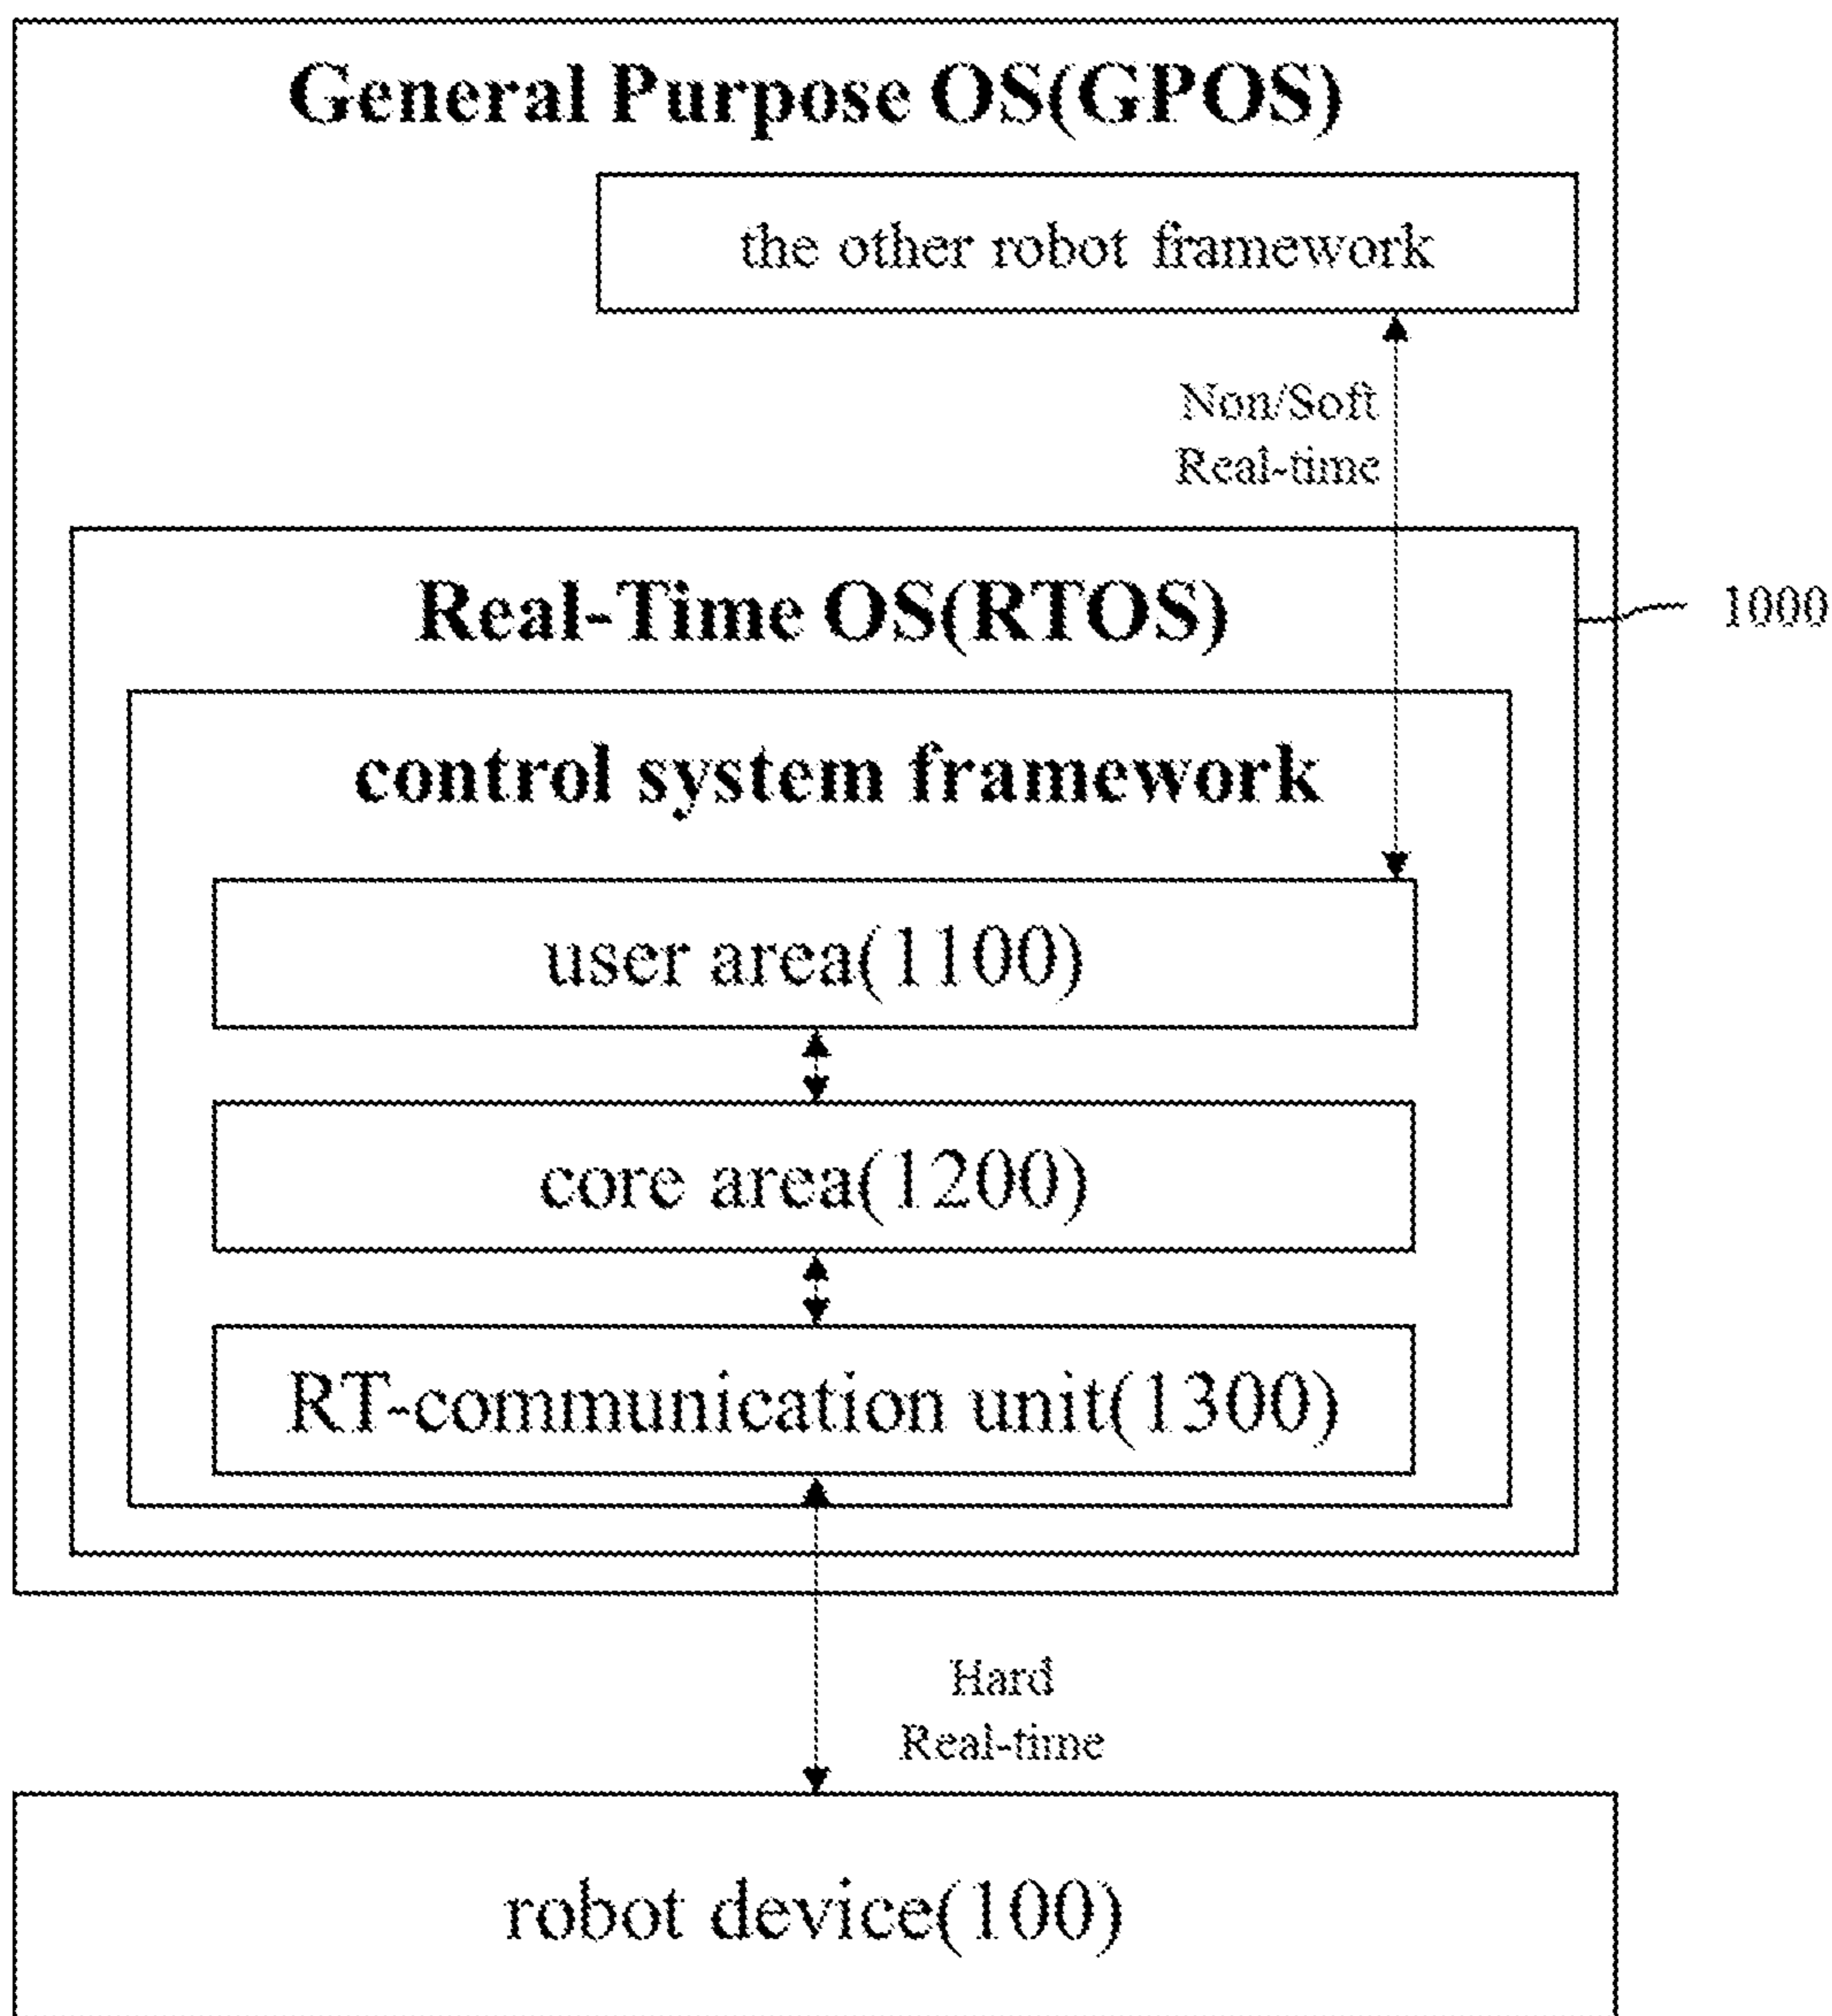 General Purpose OS(GPOS)
the other robot framework
Non/Soft
Real-time
Real-Time OS(RTOS)
1000
control system framework
user area(1100)
core area(1200)
RT-communication unit(1300)
Hard
Real-time
robot device(100)